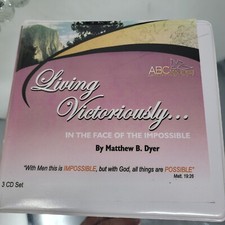 ABC
Living
Victoriously...
IN THE FACE OF THE IMPOSSIBLE
By Matthew B. Dyer
"With Men this is IMPOSSIBLE, but with God, all things are POSSIBLE"
Matt. 19:26
3 CD Set